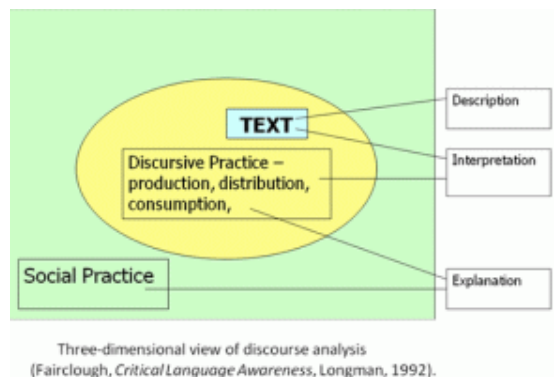 TEXT
Discursive Practice –
production, distribution,
consumption,
Social Practice
Description
Interpretation
Explanation
Three-dimensional view of discourse analysis
(Fairclough, Critical Language Awareness, Longman, 1992).